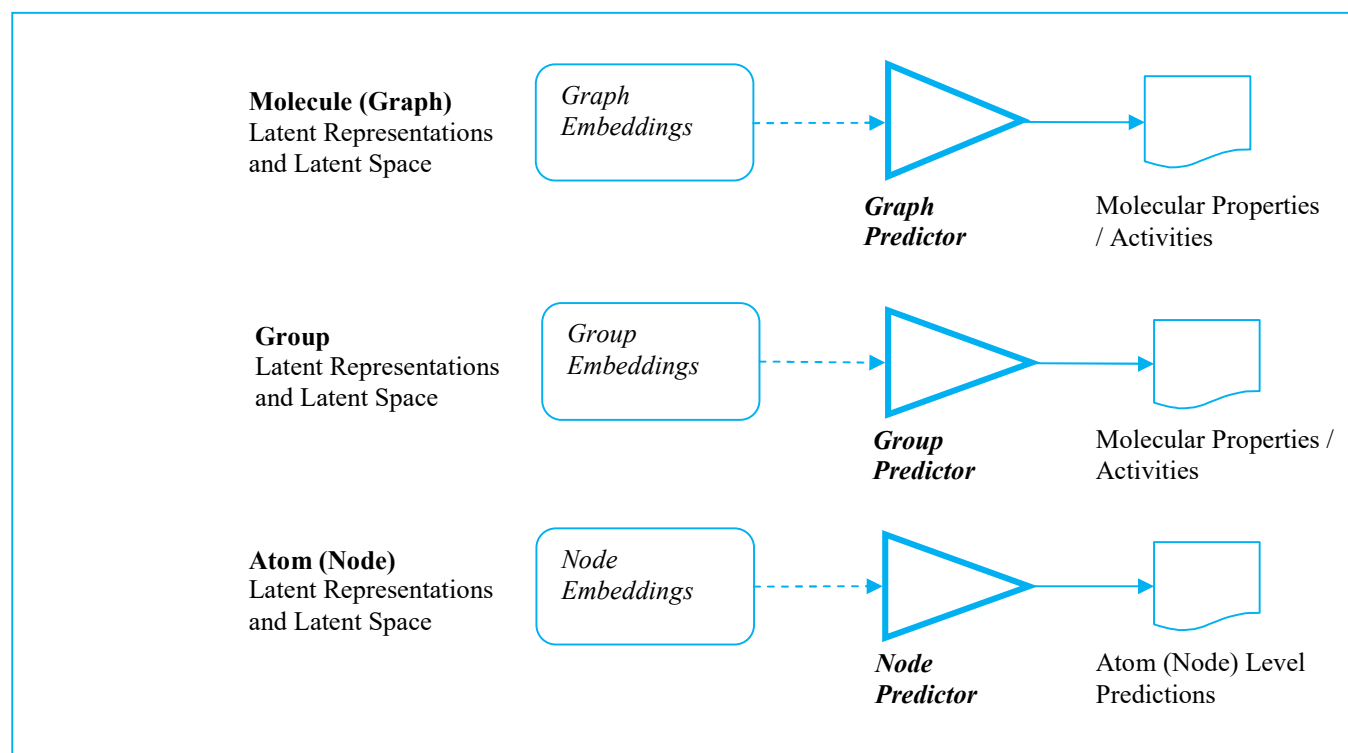 Molecule (Graph)
Latent Representations
and Latent Space
Graph
Embeddings
Graph
Predictor
Molecular Properties
/ Activities
Group
Latent Representations
and Latent Space
Group
Embeddings
Group
Predictor
Molecular Properties /
Activities
Atom (Node)
Latent Representations
and Latent Space
Node
Embeddings
Node
Predictor
Atom (Node) Level
Predictions